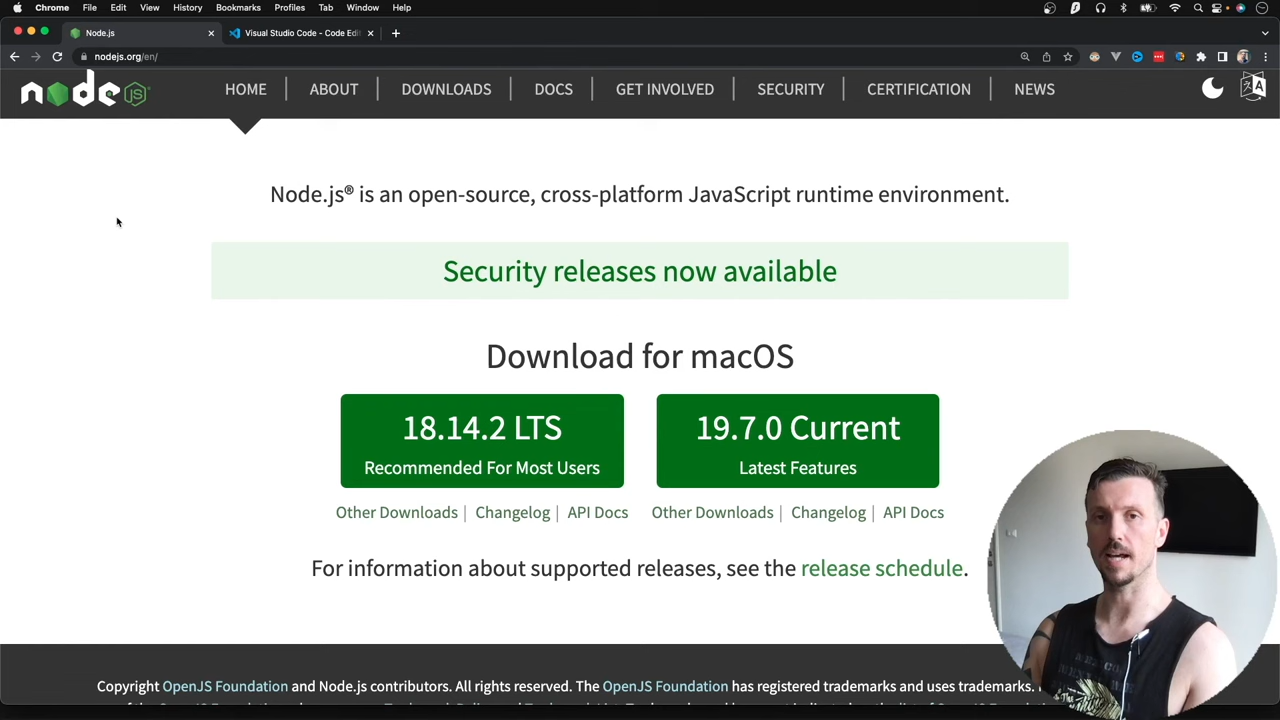 Chrome File Edit View History Bookmarks Profiles Tab Window Help
Node.js Visual Studio Code - Code Edit
nodejs.org/en/
node JS HOME ABOUT DOWNLOADS DOCS GET INVOLVED SECURITY CERTIFICATION NEWS
Node.js® is an open-source, cross-platform JavaScript runtime environment.
Security releases now available
Download for macOS
18.14.2 LTS
Recommended For Most Users
19.7.0 Current
Latest Features
Other Downloads | Changelog | API Docs
Other Downloads | Changelog | API Docs
For information about supported releases, see the release schedule.
Copyright OpenJS Foundation and Node.js contributors. All rights reserved. The OpenJS Foundation has registered trademarks and uses trademarks.